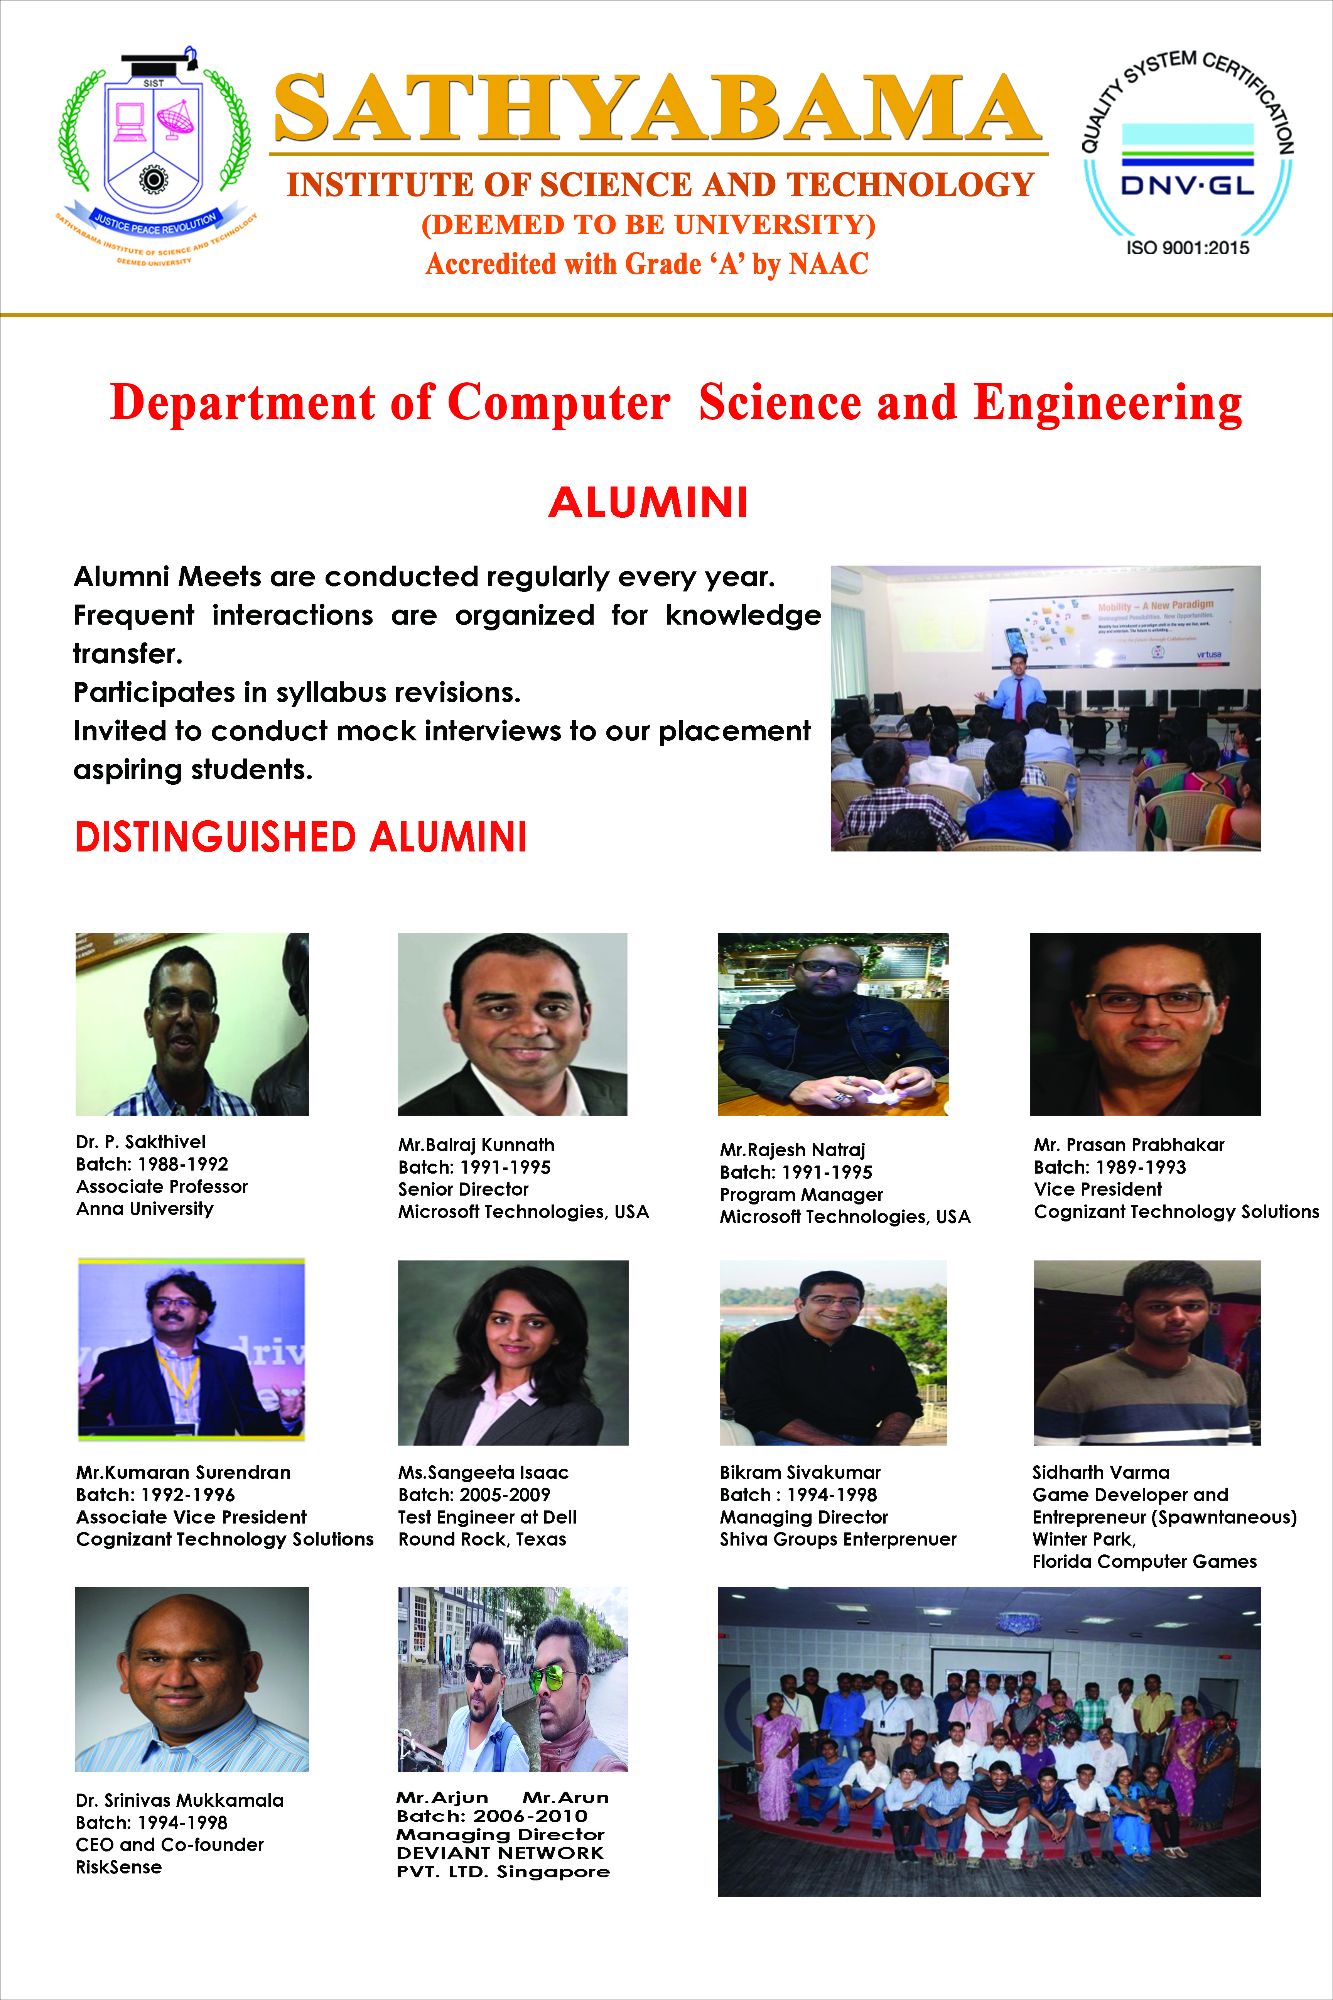 SIST
JUSTICE PEACE REVOLUTION
SATHYABAMA INSTITUTE OF SCIENCE AND TECHNOLOGY
DEEMED UNIVERSITY
SATHYABAMA
INSTITUTE OF SCIENCE AND TECHNOLOGY
(DEEMED TO BE UNIVERSITY)
Accredited with Grade ‘A’ by NAAC
QUALITY SYSTEM CERTIFICATION
DNV·GL
ISO 9001:2015
Department of Computer Science and Engineering
ALUMINI
Alumni Meets are conducted regularly every year.
Frequent interactions are organized for knowledge
transfer.
Participates in syllabus revisions.
Invited to conduct mock interviews to our placement
aspiring students.
Mobility – A New Paradigm
Unimagined Possibilities. New Opportunities.
virtusa
DISTINGUISHED ALUMINI
Dr. P. Sakthivel
Batch: 1988-1992
Associate Professor
Anna University
Mr.Balraj Kunnath
Batch: 1991-1995
Senior Director
Microsoft Technologies, USA
Mr.Rajesh Natraj
Batch: 1991-1995
Program Manager
Microsoft Technologies, USA
Mr. Prasan Prabhakar
Batch: 1989-1993
Vice President
Cognizant Technology Solutions
driv
Mr.Kumaran Surendran
Batch: 1992-1996
Associate Vice President
Cognizant Technology Solutions
Ms.Sangeeta Isaac
Batch: 2005-2009
Test Engineer at Dell
Round Rock, Texas
Bikram Sivakumar
Batch : 1994-1998
Managing Director
Shiva Groups Enterprenuer
Sidharth Varma
Game Developer and
Entrepreneur (Spawntaneous)
Winter Park,
Florida Computer Games
Dr. Srinivas Mukkamala
Batch: 1994-1998
CEO and Co-founder
RiskSense
Mr.Arjun Mr.Arun
Batch: 2006-2010
Managing Director
DEVIANT NETWORK
PVT. LTD. Singapore